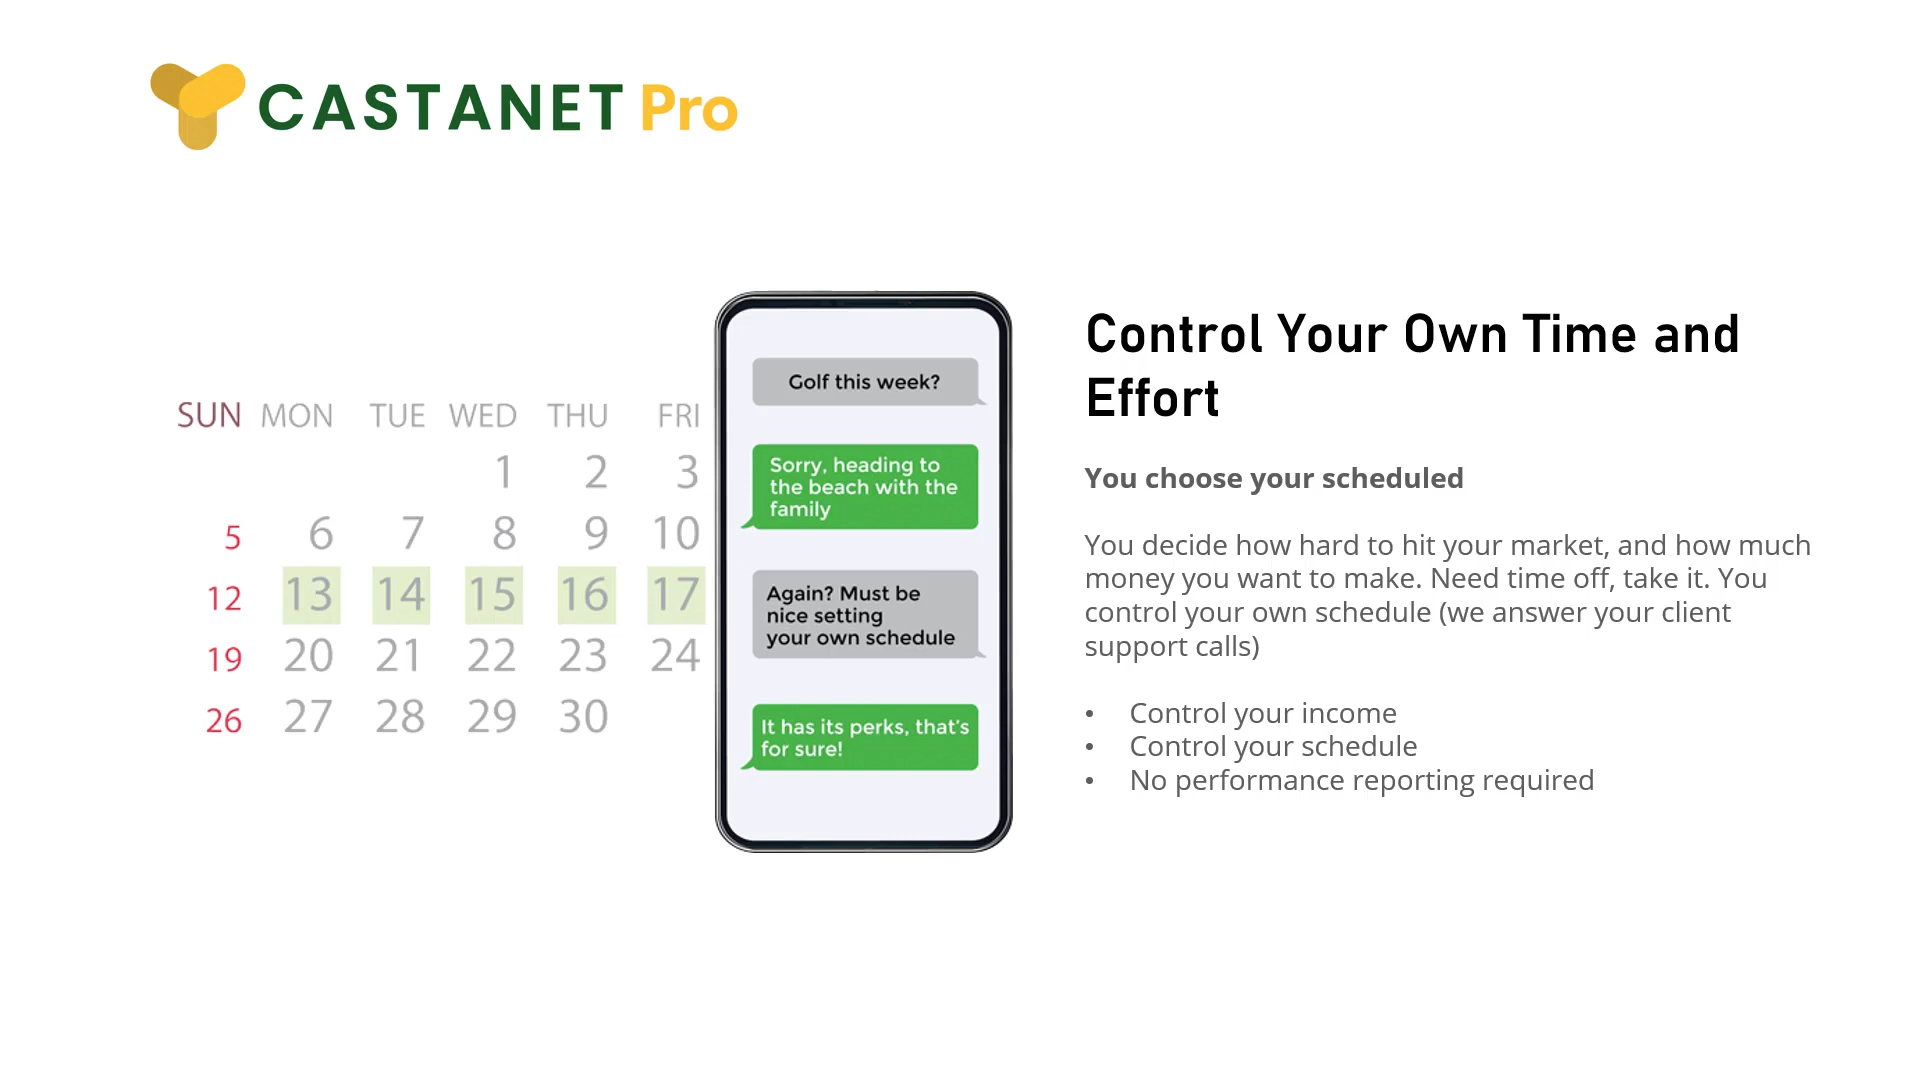 CASTANET Pro
SUN MON TUE WED THU FRI
1 2 3
5 6 7 8 9 10
12 13 14 15 16 17
19 20 21 22 23 24
26 27 28 29 30
Golf this week?
Sorry, heading to
the beach with the
family
Again? Must be
nice setting
your own schedule
It has its perks, that's
for sure!
Control Your Own Time and
Effort
You choose your scheduled
You decide how hard to hit your market, and how much
money you want to make. Need time off, take it. You
control your own schedule (we answer your client
support calls)
• Control your income
• Control your schedule
• No performance reporting required